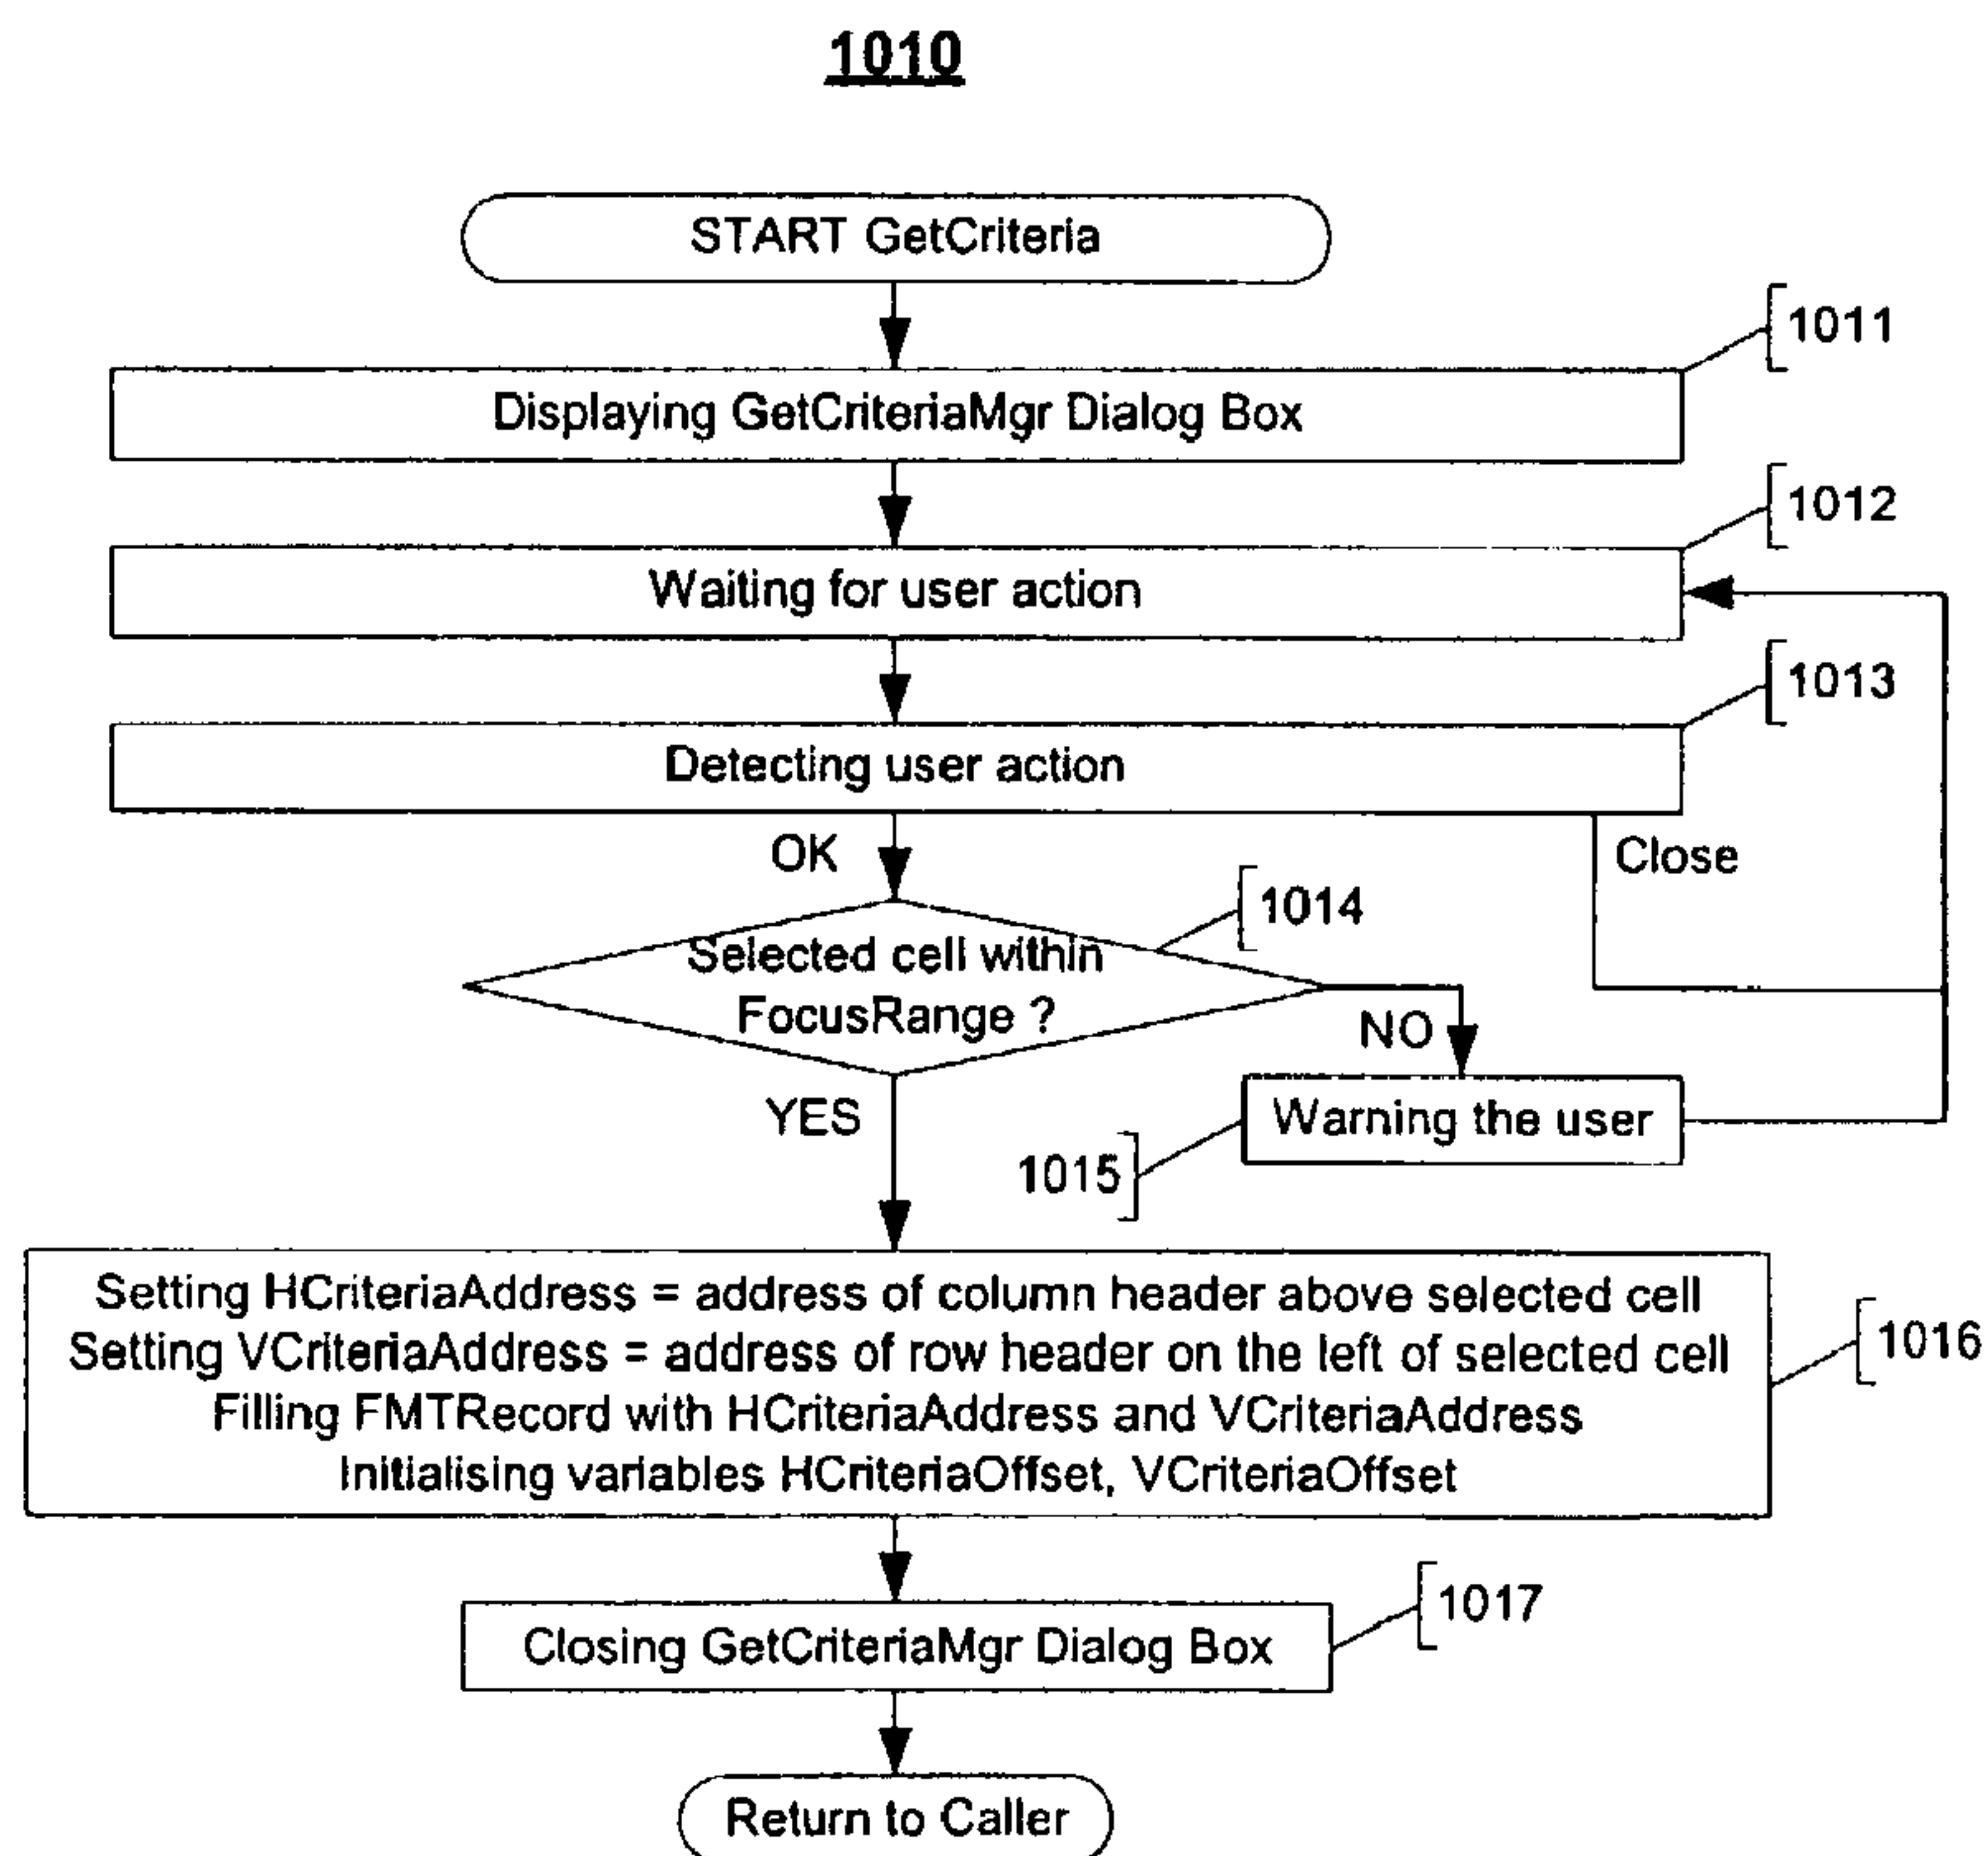 1010
START GetCriteria
1011
Displaying GetCriteriaMgr Dialog Box
1012
Waiting for user action
1013
Detecting user action
OK
Close
1014
Selected cell within
FocusRange ?
NO
YES
Warning the user
1015
Setting HCriteriaAddress = address of column header above selected cell
Setting VCriteriaAddress = address of row header on the left of selected cell
Filling FMTRecord with HCriteriaAddress and VCriteriaAddress
Initialising variables HCriteriaOffset, VCriteriaOffset
1016
1017
Closing GetCriteriaMgr Dialog Box
Return to Caller